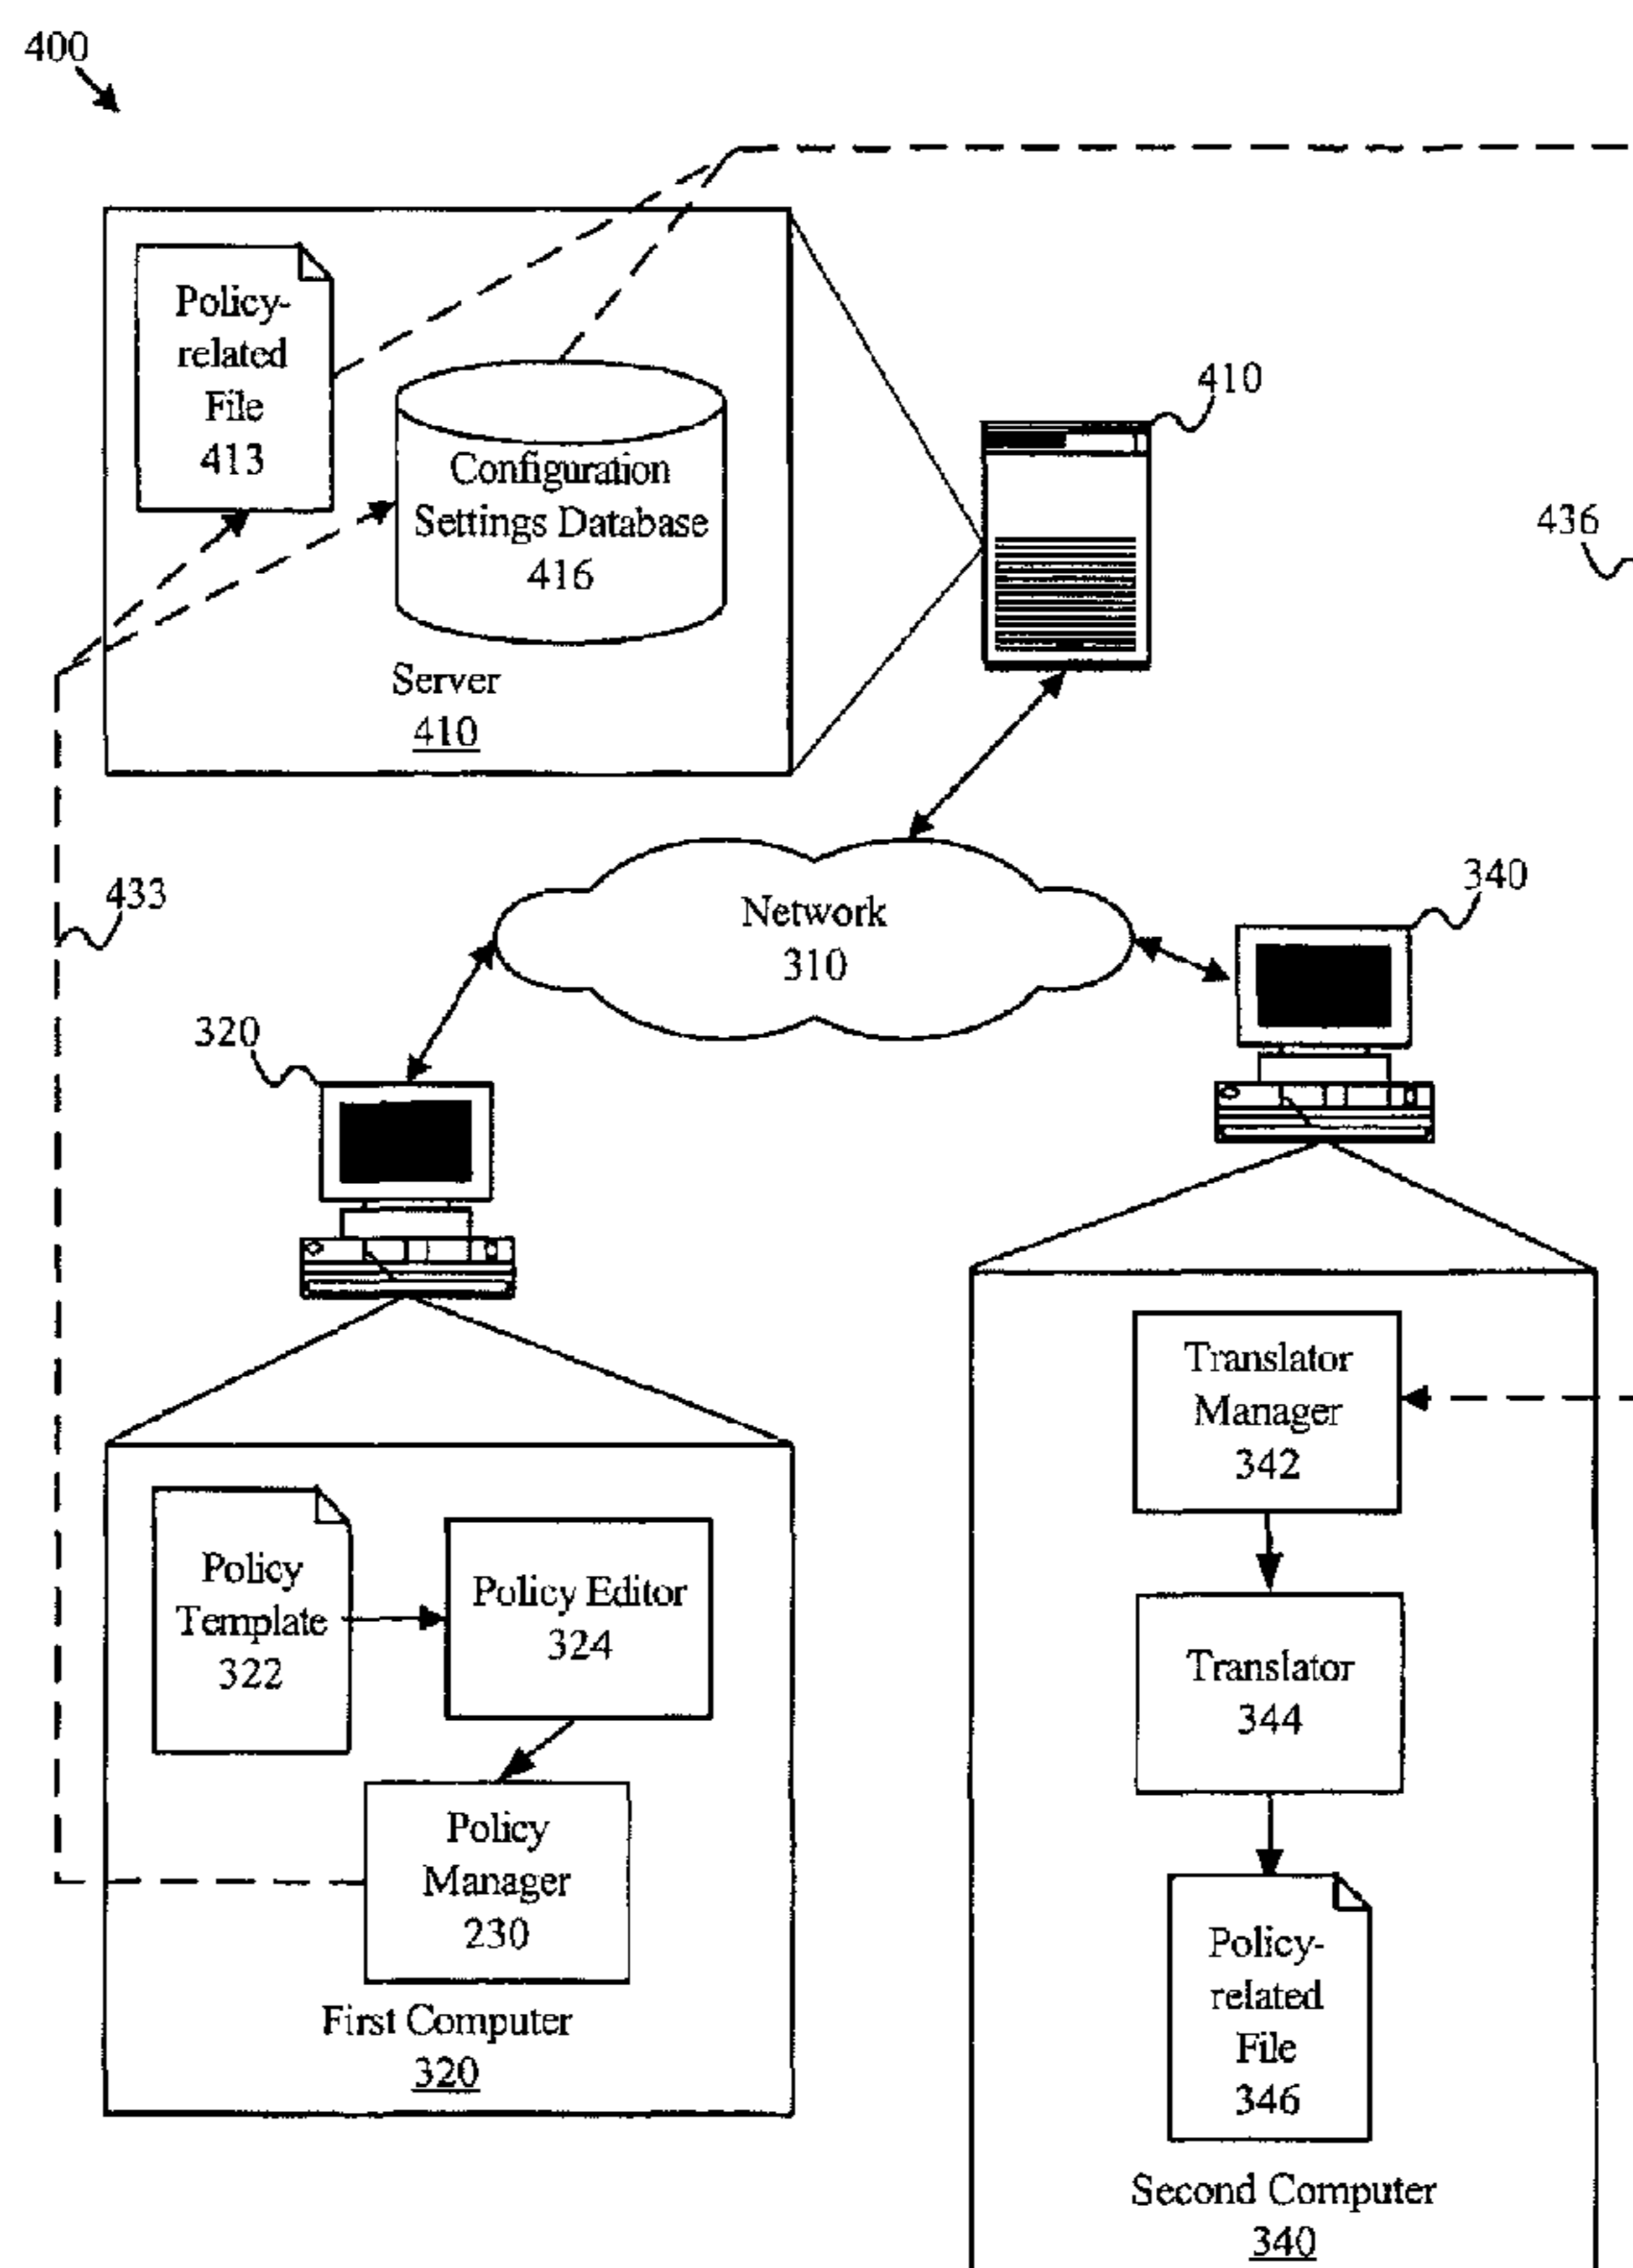 400
Policy-
related
File
413
Configuration
Settings Database
416
Server
410
410
436
433
Network
310
340
320
Translator
Manager
342
Policy
Template
322
Policy Editor
324
Translator
344
Policy
Manager
230
First Computer
320
Policy-
related
File
346
Second Computer
340